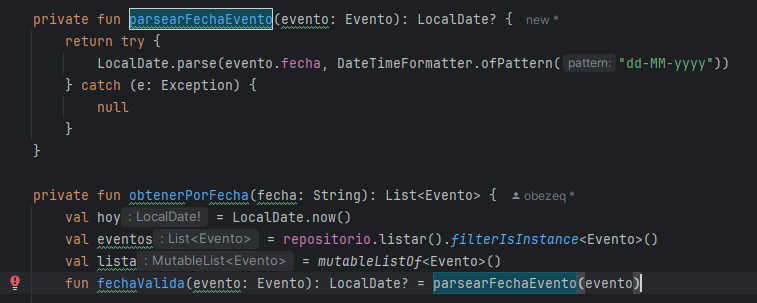 private fun parsearFechaEvento(evento: Evento): LocalDate? { new *
return try {
LocalDate.parse(evento.fecha, DateTimeFormatter.ofPattern( pattern: "dd-MM-yyyy"))
} catch (e: Exception) {
null
}
}
private fun obtenerPorFecha(fecha: String): List<Evento> { obezeq *
val hoy : LocalDate! = LocalDate.now()
val eventos : List<Evento> = repositorio.listar().filterIsInstance<Evento>()
val lista : MutableList<Evento> = mutableListOf<Evento>()
fun fechaValida(evento: Evento): LocalDate? = parsearFechaEvento(evento)